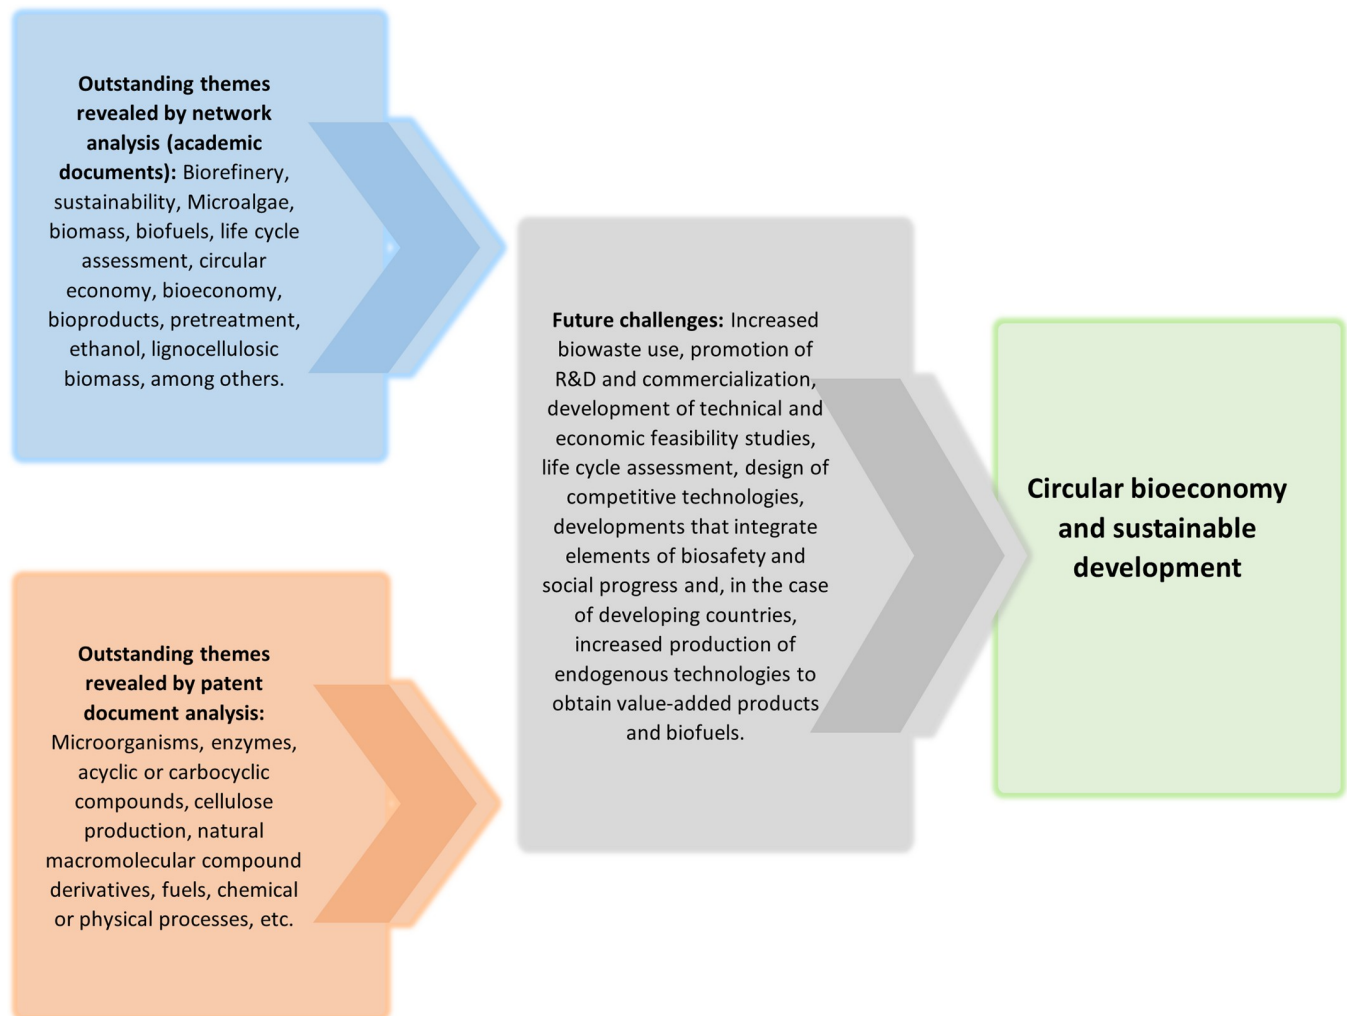 Outstanding themes
revealed by network
analysis (academic
documents): Biorefinery,
sustainability, Microalgae,
biomass, biofuels, life cycle
assessment, circular
economy, bioeconomy,
bioproducts, pretreatment,
ethanol, lignocellulosic
biomass, among others.
Outstanding themes
revealed by patent
document analysis:
Microorganisms, enzymes,
acyclic or carbocyclic
compounds, cellulose
production, natural
macromolecular compound
derivatives, fuels, chemical
or physical processes, etc.
Future challenges: Increased
biowaste use, promotion of
R&D and commercialization,
development of technical and
economic feasibility studies,
life cycle assessment, design of
competitive technologies,
developments that integrate
elements of biosafety and
social progress and, in the case
of developing countries,
increased production of
endogenous technologies to
obtain value-added products
and biofuels.
Circular bioeconomy
and sustainable
development